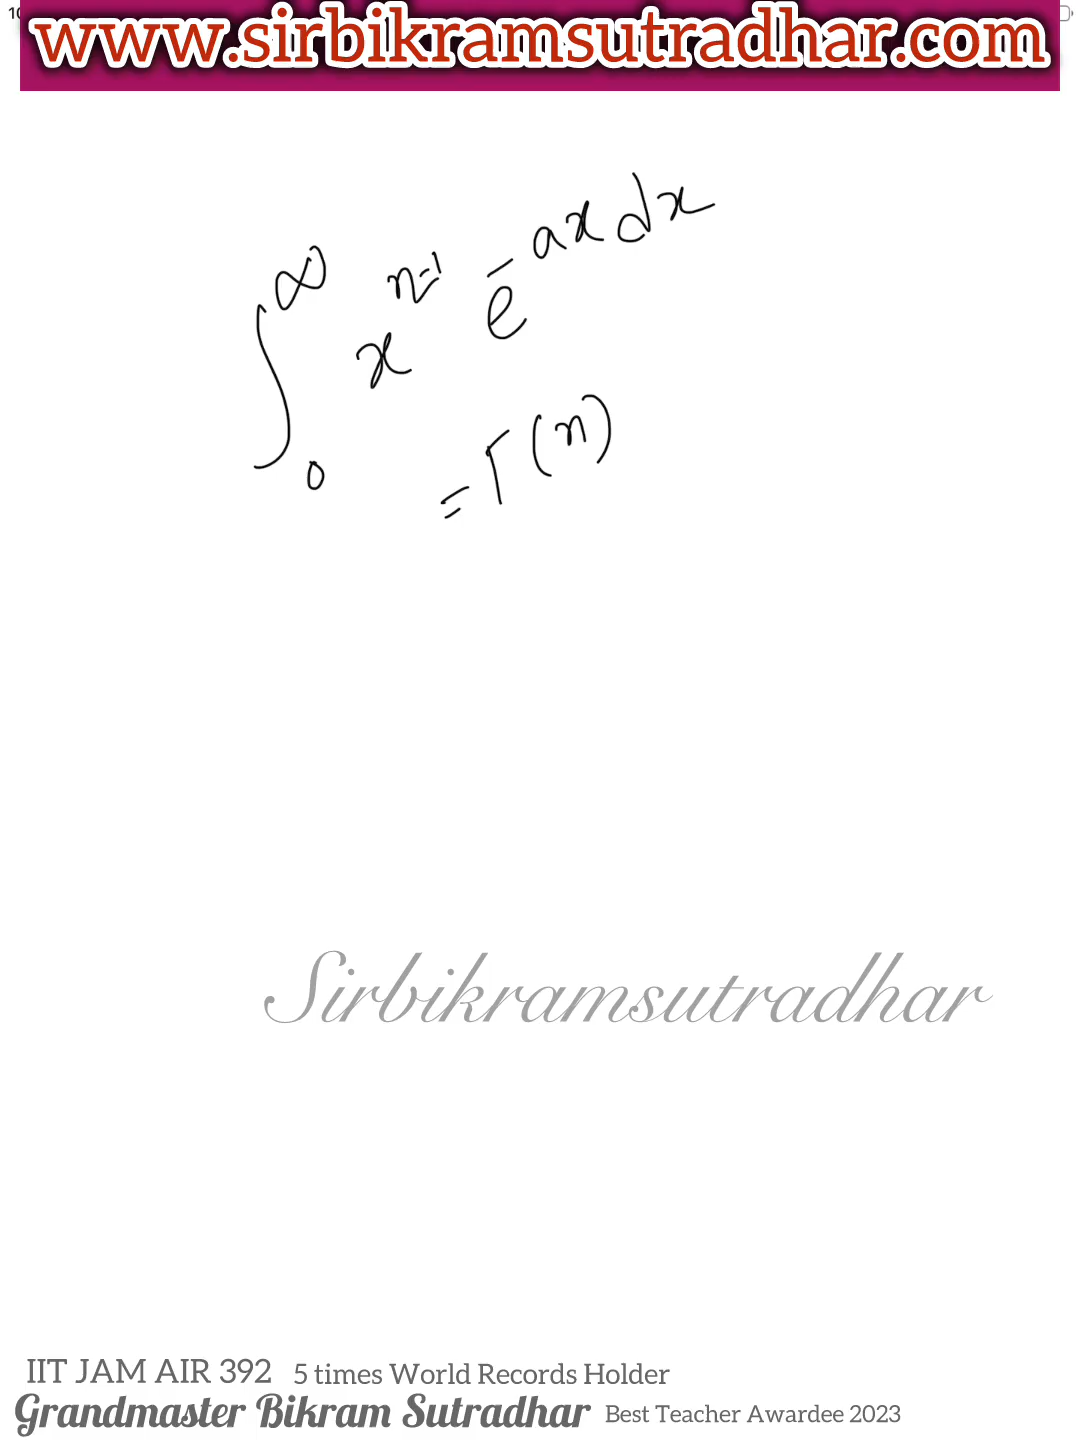 www.sirbikramsutradhar.com
∫₀^∞ x^(n-1) e^(-ax) dx
= Γ(n)
Sirbikramsutradhar
IIT JAM AIR 392 5 times World Records Holder
Grandmaster Bikram Sutradhar Best Teacher Awardee 2023